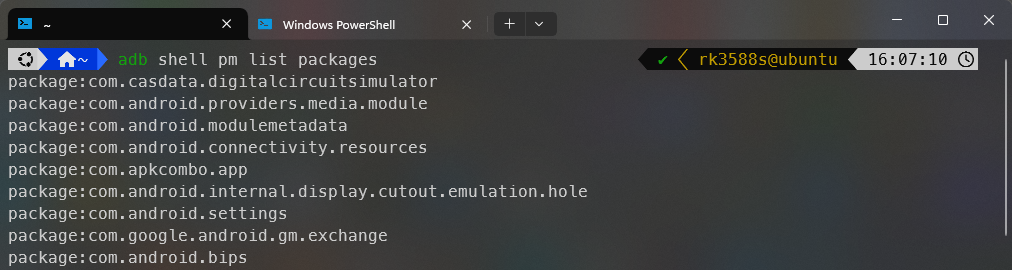 ~
Windows PowerShell
~ adb shell pm list packages ✔ rk3588s@ubuntu 16:07:10
package:com.casdata.digitalcircuitsimulator
package:com.android.providers.media.module
package:com.android.modulemetadata
package:com.android.connectivity.resources
package:com.apkcombo.app
package:com.android.internal.display.cutout.emulation.hole
package:com.android.settings
package:com.google.android.gm.exchange
package:com.android.bips